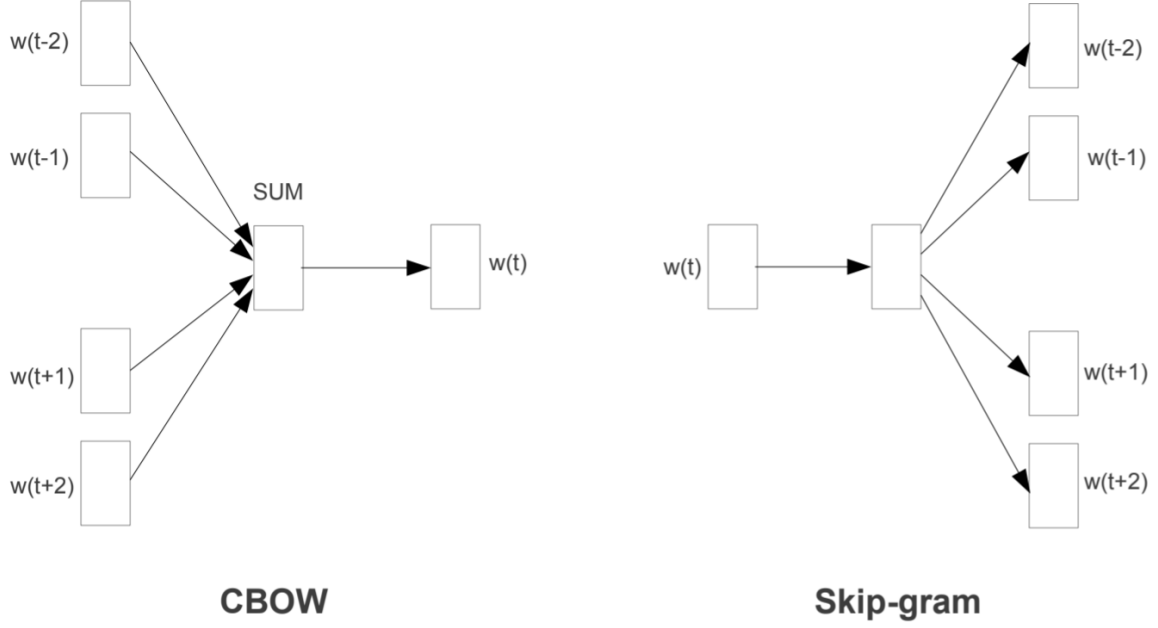 w(t-2)
w(t-1)
SUM
w(t)
w(t+1)
w(t+2)
CBOW
w(t-2)
w(t-1)
w(t)
w(t+1)
w(t+2)
Skip-gram